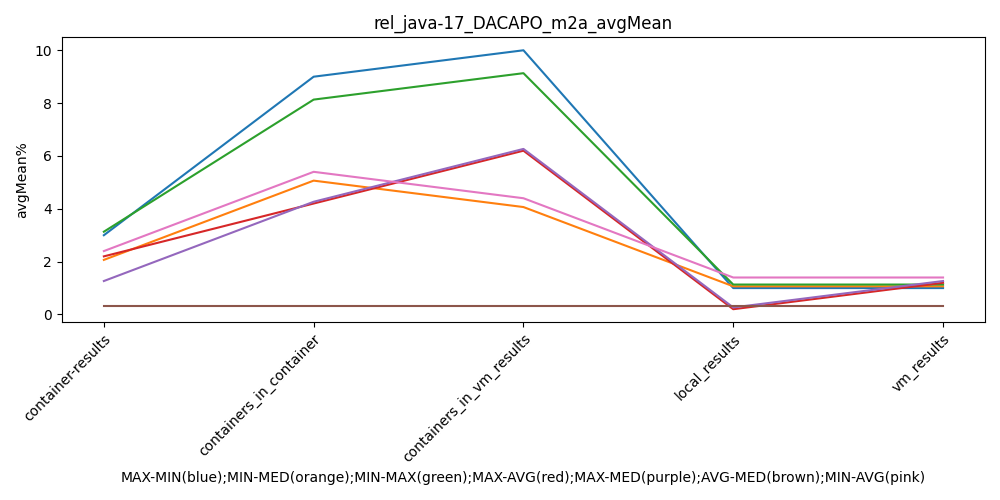 rel_java-17_DACAPO_m2a_avgMean
avgMean%
10
8
6
4
2
0
container-results
containers_in_container
containers_in_vm_results
local_results
vm_results
MAX-MIN(blue);MIN-MED(orange);MIN-MAX(green);MAX-AVG(red);MAX-MED(purple);AVG-MED(brown);MIN-AVG(pink)